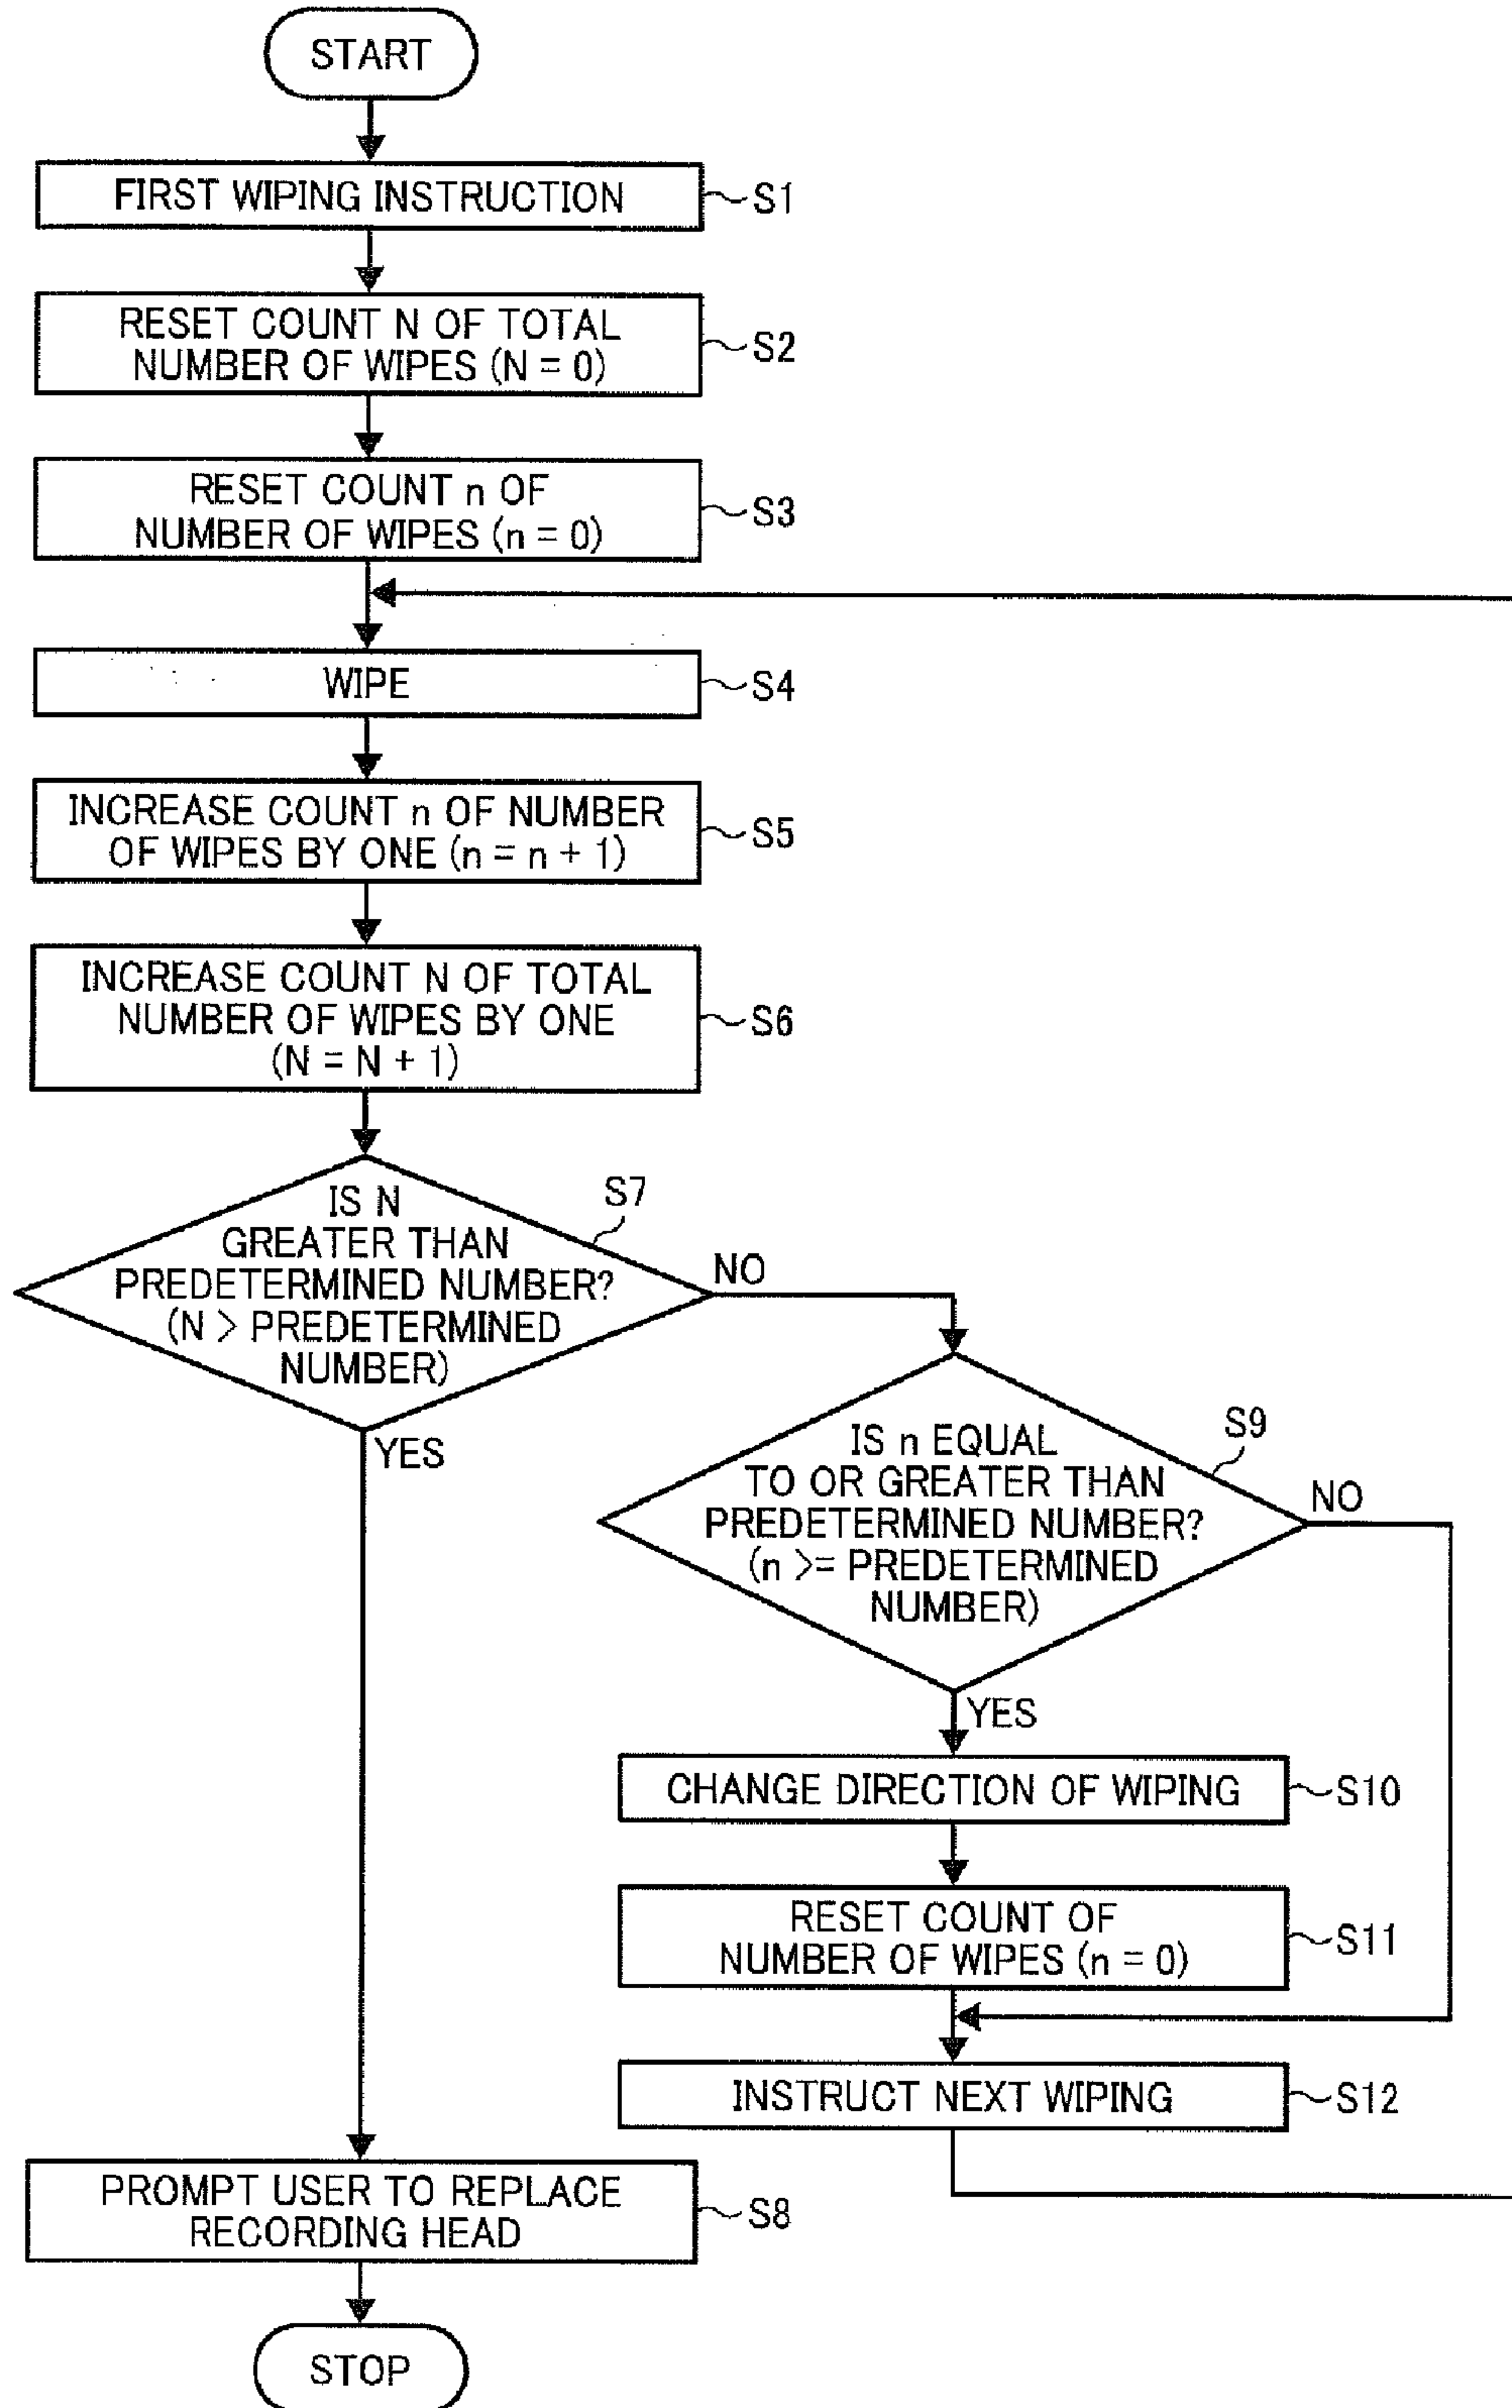 START
FIRST WIPING INSTRUCTION
S1
RESET COUNT N OF TOTAL
NUMBER OF WIPES (N = 0)
S2
RESET COUNT n OF
NUMBER OF WIPES (n = 0)
S3
WIPE
S4
INCREASE COUNT n OF NUMBER
OF WIPES BY ONE (n = n + 1)
S5
INCREASE COUNT N OF TOTAL
NUMBER OF WIPES BY ONE
(N = N + 1)
S6
IS N
GREATER THAN
PREDETERMINED NUMBER?
(N > PREDETERMINED
NUMBER)
S7
NO
YES
IS n EQUAL
TO OR GREATER THAN
PREDETERMINED NUMBER?
(n >= PREDETERMINED
NUMBER)
S9
NO
YES
CHANGE DIRECTION OF WIPING
S10
RESET COUNT OF
NUMBER OF WIPES (n = 0)
S11
INSTRUCT NEXT WIPING
S12
PROMPT USER TO REPLACE
RECORDING HEAD
S8
STOP